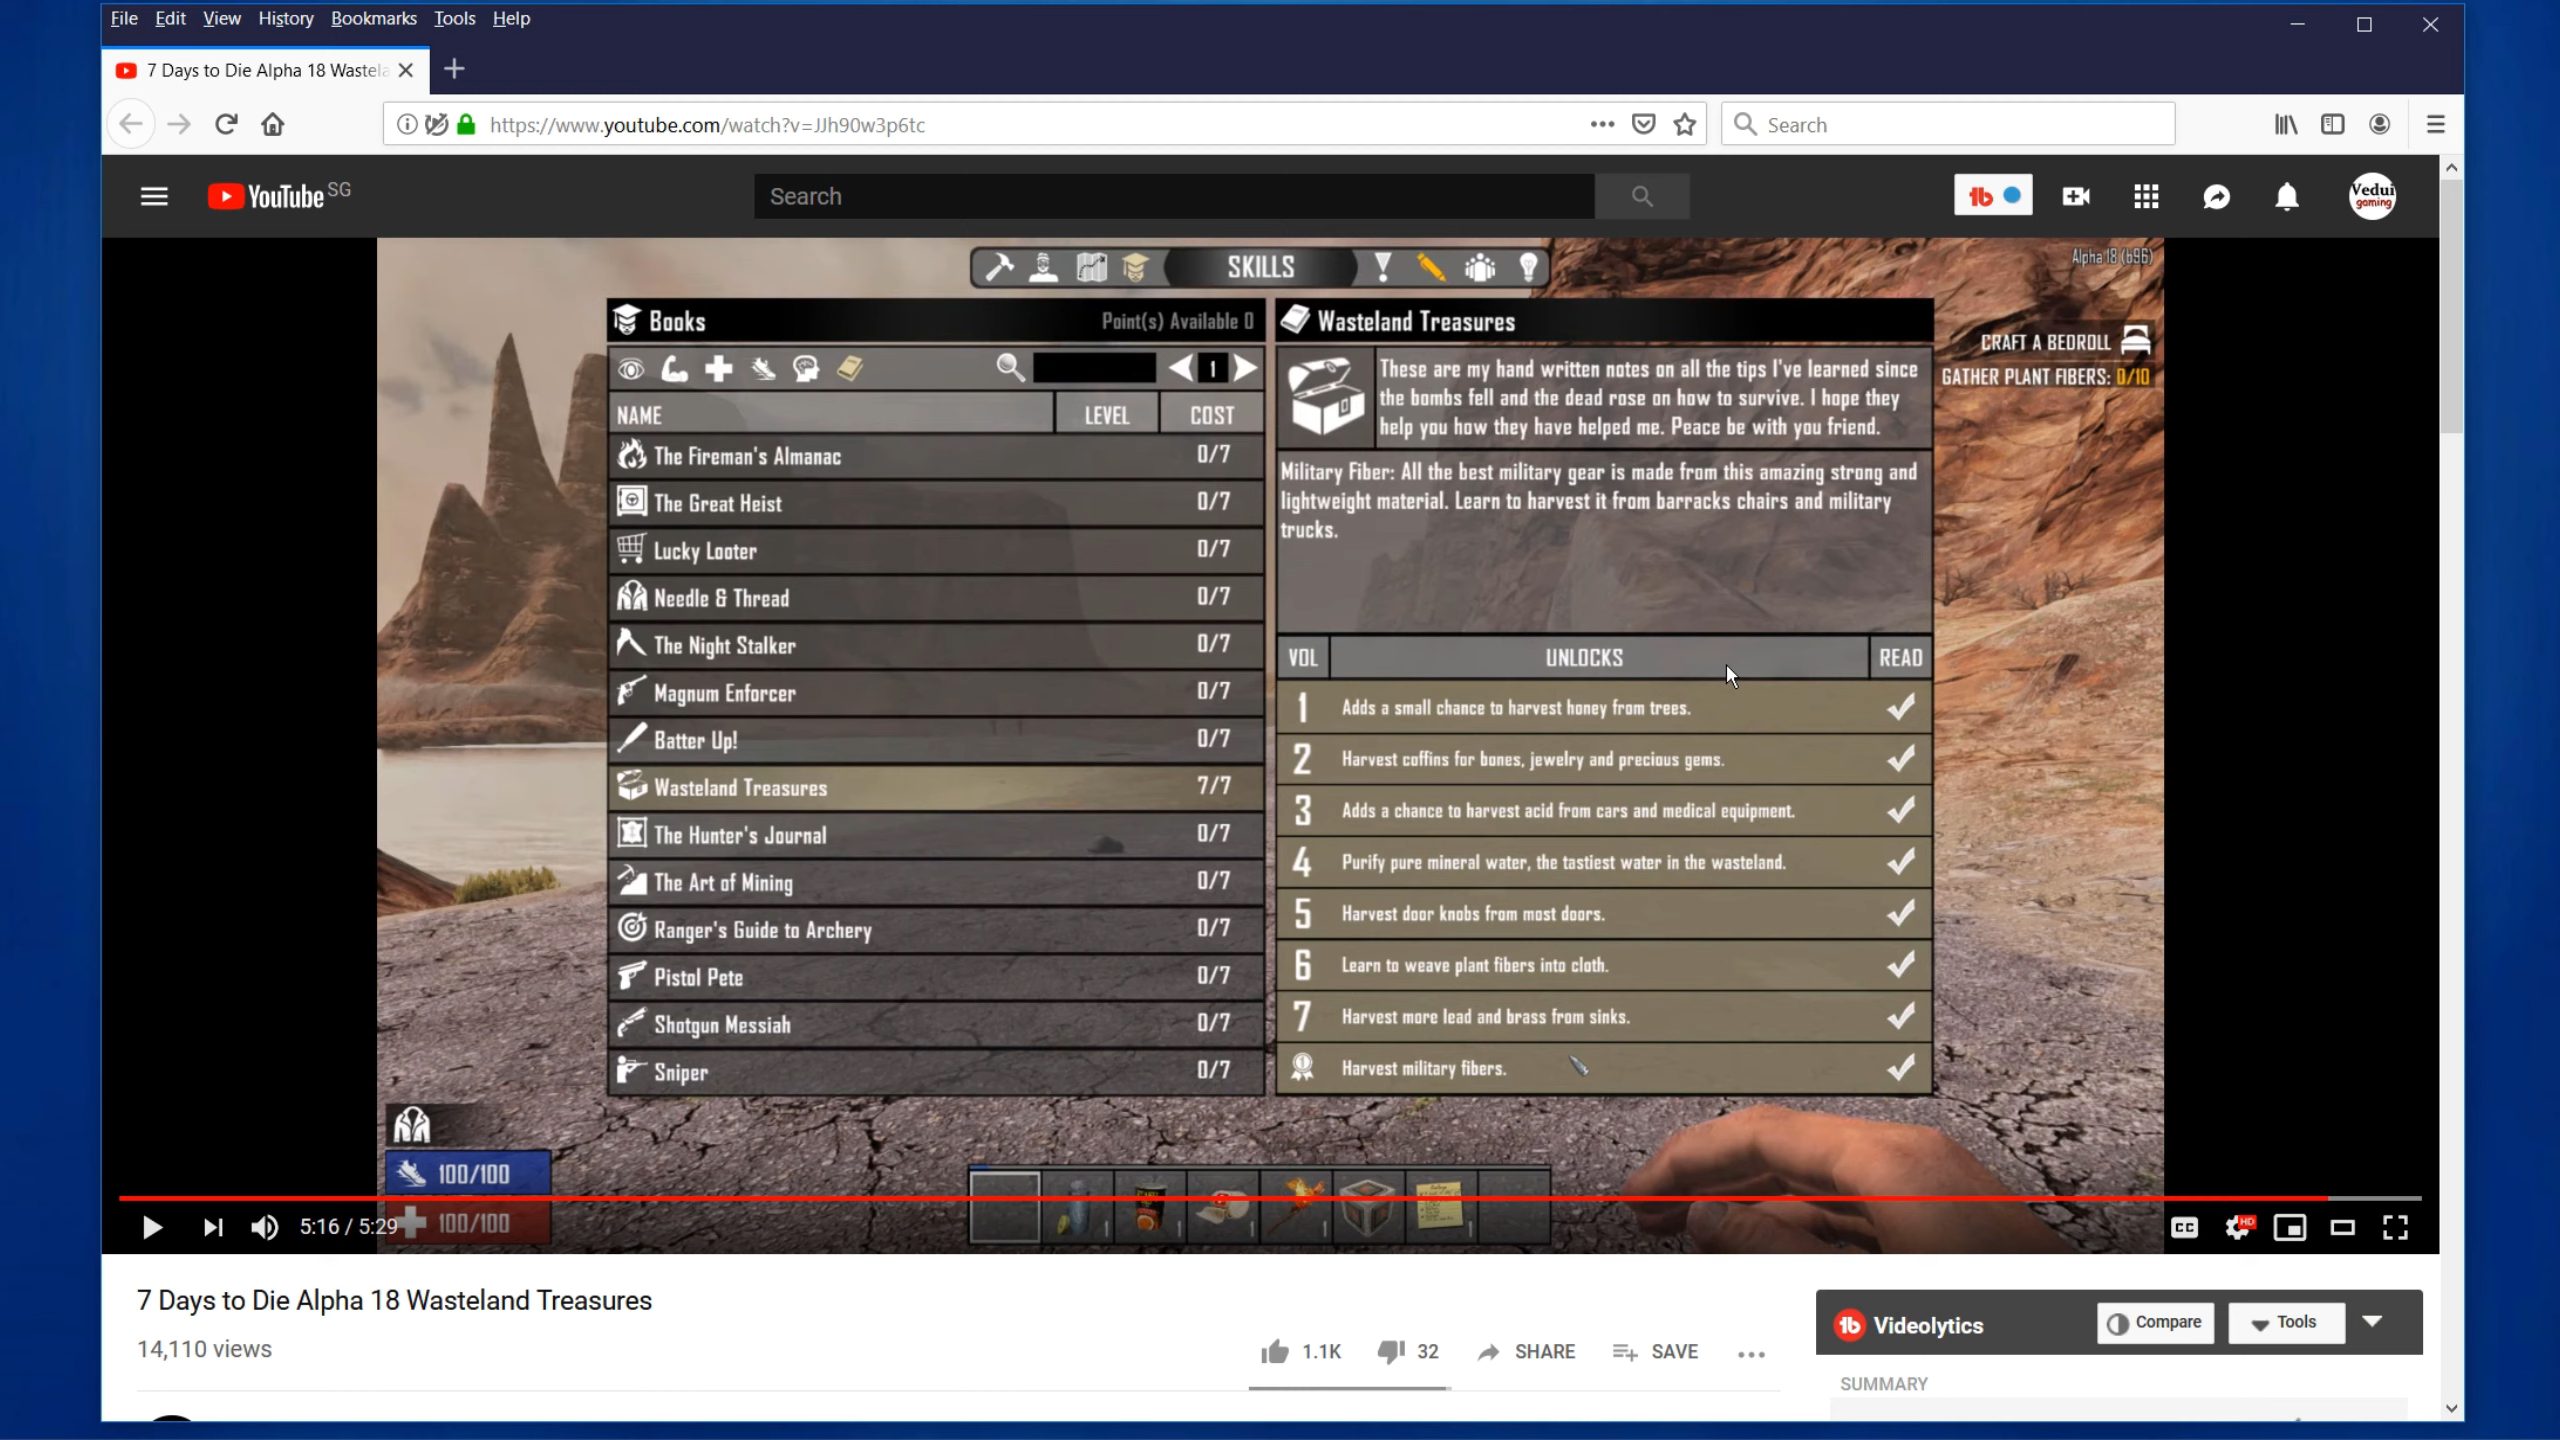 File Edit View History Bookmarks Tools Help
7 Days to Die Alpha 18 Wastela
https://www.youtube.com/watch?v=JJh90w3p6tc
Search
YouTube SG
Search
Vedui gaming
SKILLS
Alpha 18 (b96)
Books Point(s) Available 0
1
NAME LEVEL COST
The Fireman's Almanac 0/7
The Great Heist 0/7
Lucky Looter 0/7
Needle & Thread 0/7
The Night Stalker 0/7
Magnum Enforcer 0/7
Batter Up! 0/7
Wasteland Treasures 7/7
The Hunter's Journal 0/7
The Art of Mining 0/7
Ranger's Guide to Archery 0/7
Pistol Pete 0/7
Shotgun Messiah 0/7
Sniper 0/7
Wasteland Treasures
These are my hand written notes on all the tips I've learned since
the bombs fell and the dead rose on how to survive. I hope they
help you how they have helped me. Peace be with you friend.
Military Fiber: All the best military gear is made from this amazing strong and
lightweight material. Learn to harvest it from barracks chairs and military
trucks.
VOL UNLOCKS READ
1 Adds a small chance to harvest honey from trees.
2 Harvest coffins for bones, jewelry and precious gems.
3 Adds a chance to harvest acid from cars and medical equipment.
4 Purify pure mineral water, the tastiest water in the wasteland.
5 Harvest door knobs from most doors.
6 Learn to weave plant fibers into cloth.
7 Harvest more lead and brass from sinks.
Harvest military fibers.
CRAFT A BEDROLL
GATHER PLANT FIBERS: 0/10
100/100
100/100
1 1 1 1 1
5:16 / 5:29
CC HD
7 Days to Die Alpha 18 Wasteland Treasures
14,110 views
1.1K 32 SHARE SAVE
Videolytics Compare Tools
SUMMARY